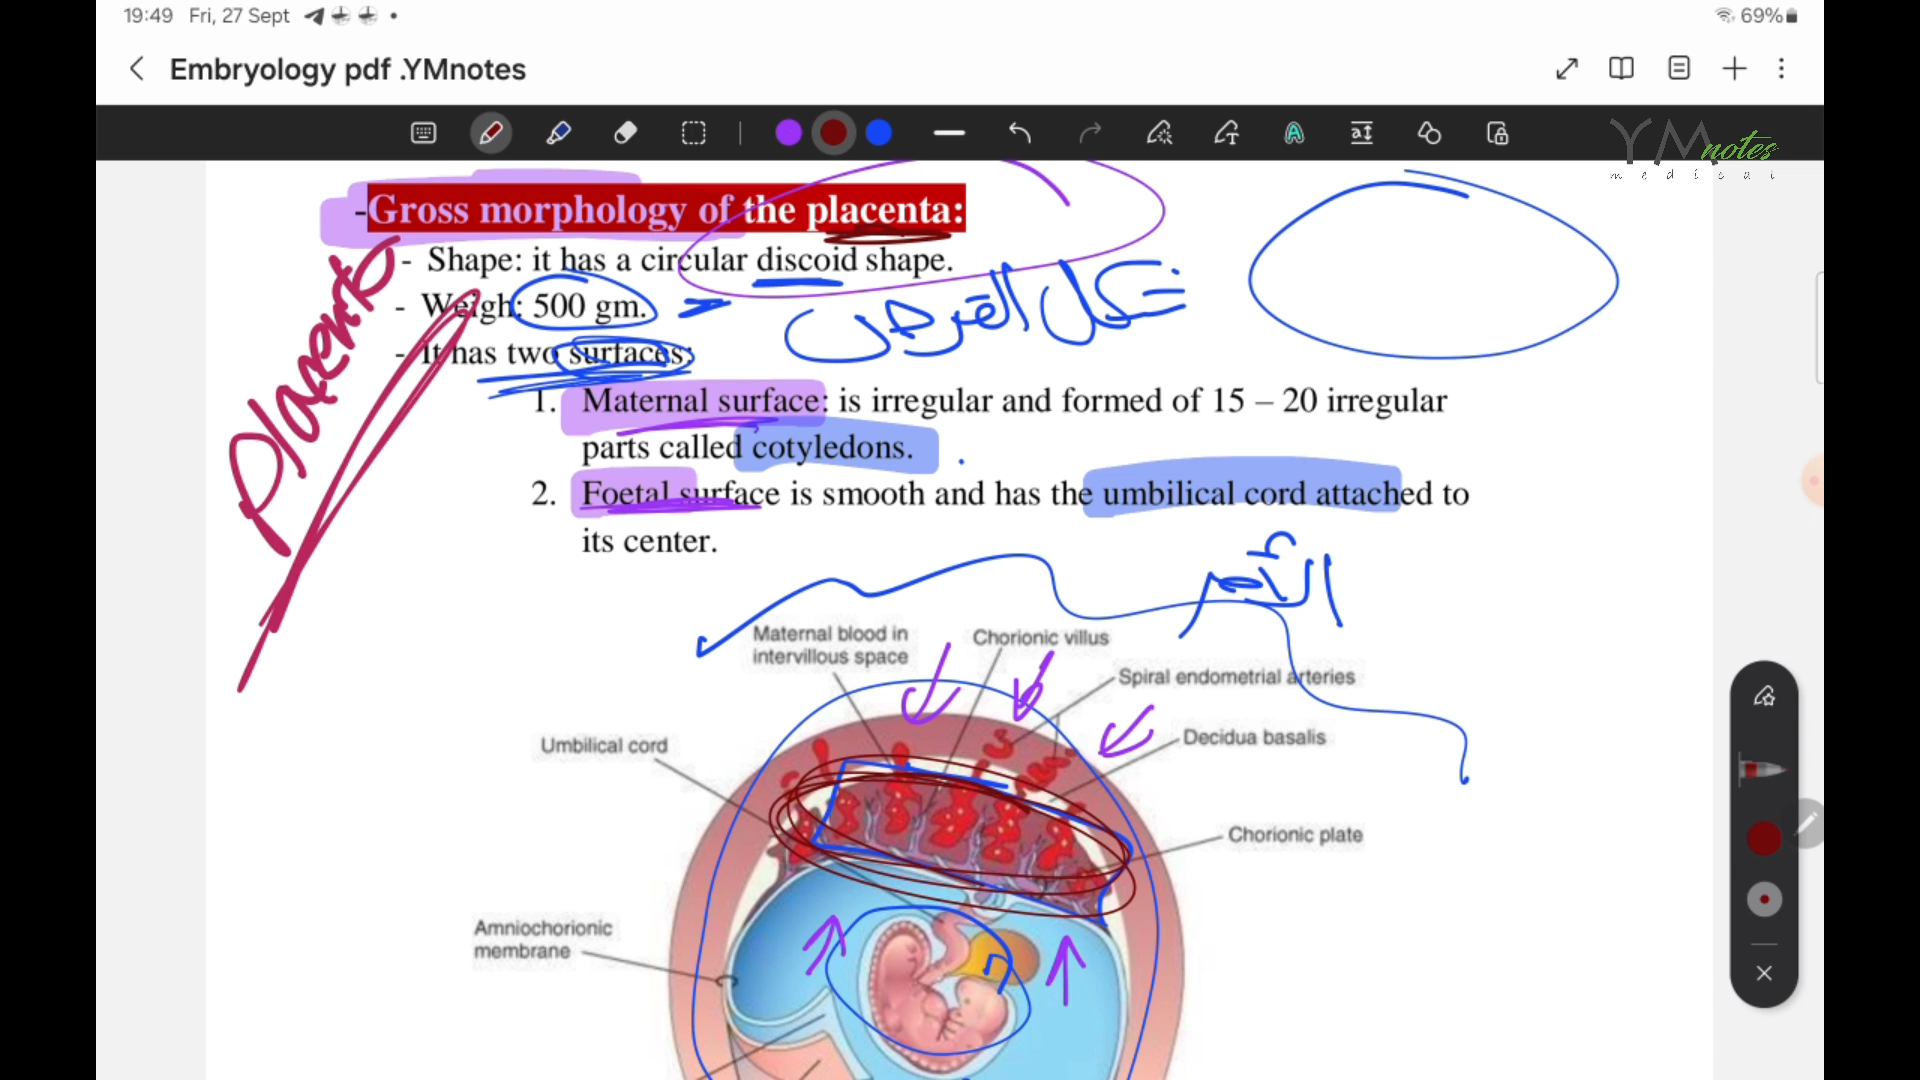 19:49 Fri, 27 Sept
69%
Embryology pdf .YMnotes
YMnotes
medical
-Gross morphology of the placenta:
- Shape: it has a circular discoid shape.
- Weigh: 500 gm.
شكل القرص
- It has two surfaces:
Placenta
1. Maternal surface: is irregular and formed of 15 – 20 irregular
parts called cotyledons.
2. Foetal surface is smooth and has the umbilical cord attached to
its center.
Maternal blood in
intervillous space
Chorionic villus
Spiral endometrial arteries
Umbilical cord
Decidua basalis
Chorionic plate
Amniochorionic
membrane